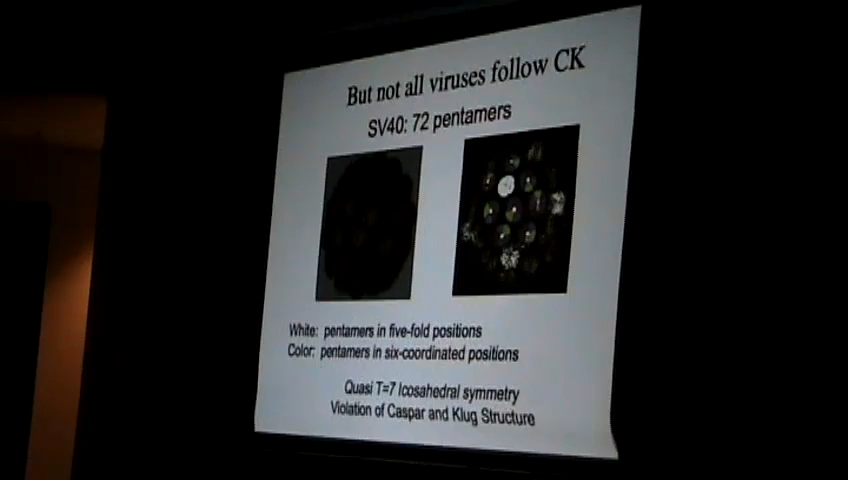 But not all viruses follow CK
SV40: 72 pentamers
White: pentamers in five-fold positions
Color: pentamers in six-coordinated positions
Quasi T=7 Icosahedral symmetry
Violation of Caspar and Klug Structure